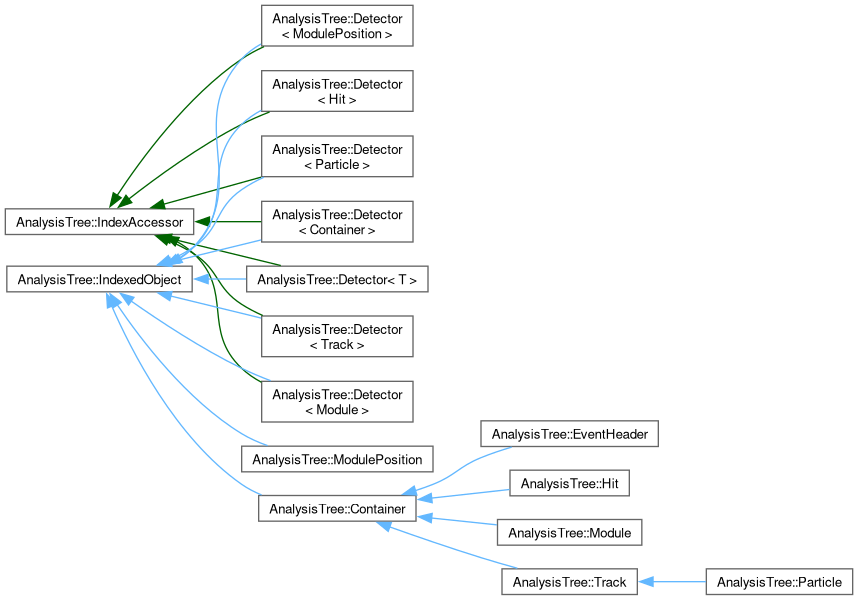 AnalysisTree::Detector
< ModulePosition >
AnalysisTree::Detector
< Hit >
AnalysisTree::Detector
< Particle >
AnalysisTree::IndexAccessor
AnalysisTree::Detector
< Container >
AnalysisTree::IndexedObject
AnalysisTree::Detector< T >
AnalysisTree::Detector
< Track >
AnalysisTree::Detector
< Module >
AnalysisTree::ModulePosition
AnalysisTree::EventHeader
AnalysisTree::Hit
AnalysisTree::Container
AnalysisTree::Module
AnalysisTree::Track
AnalysisTree::Particle